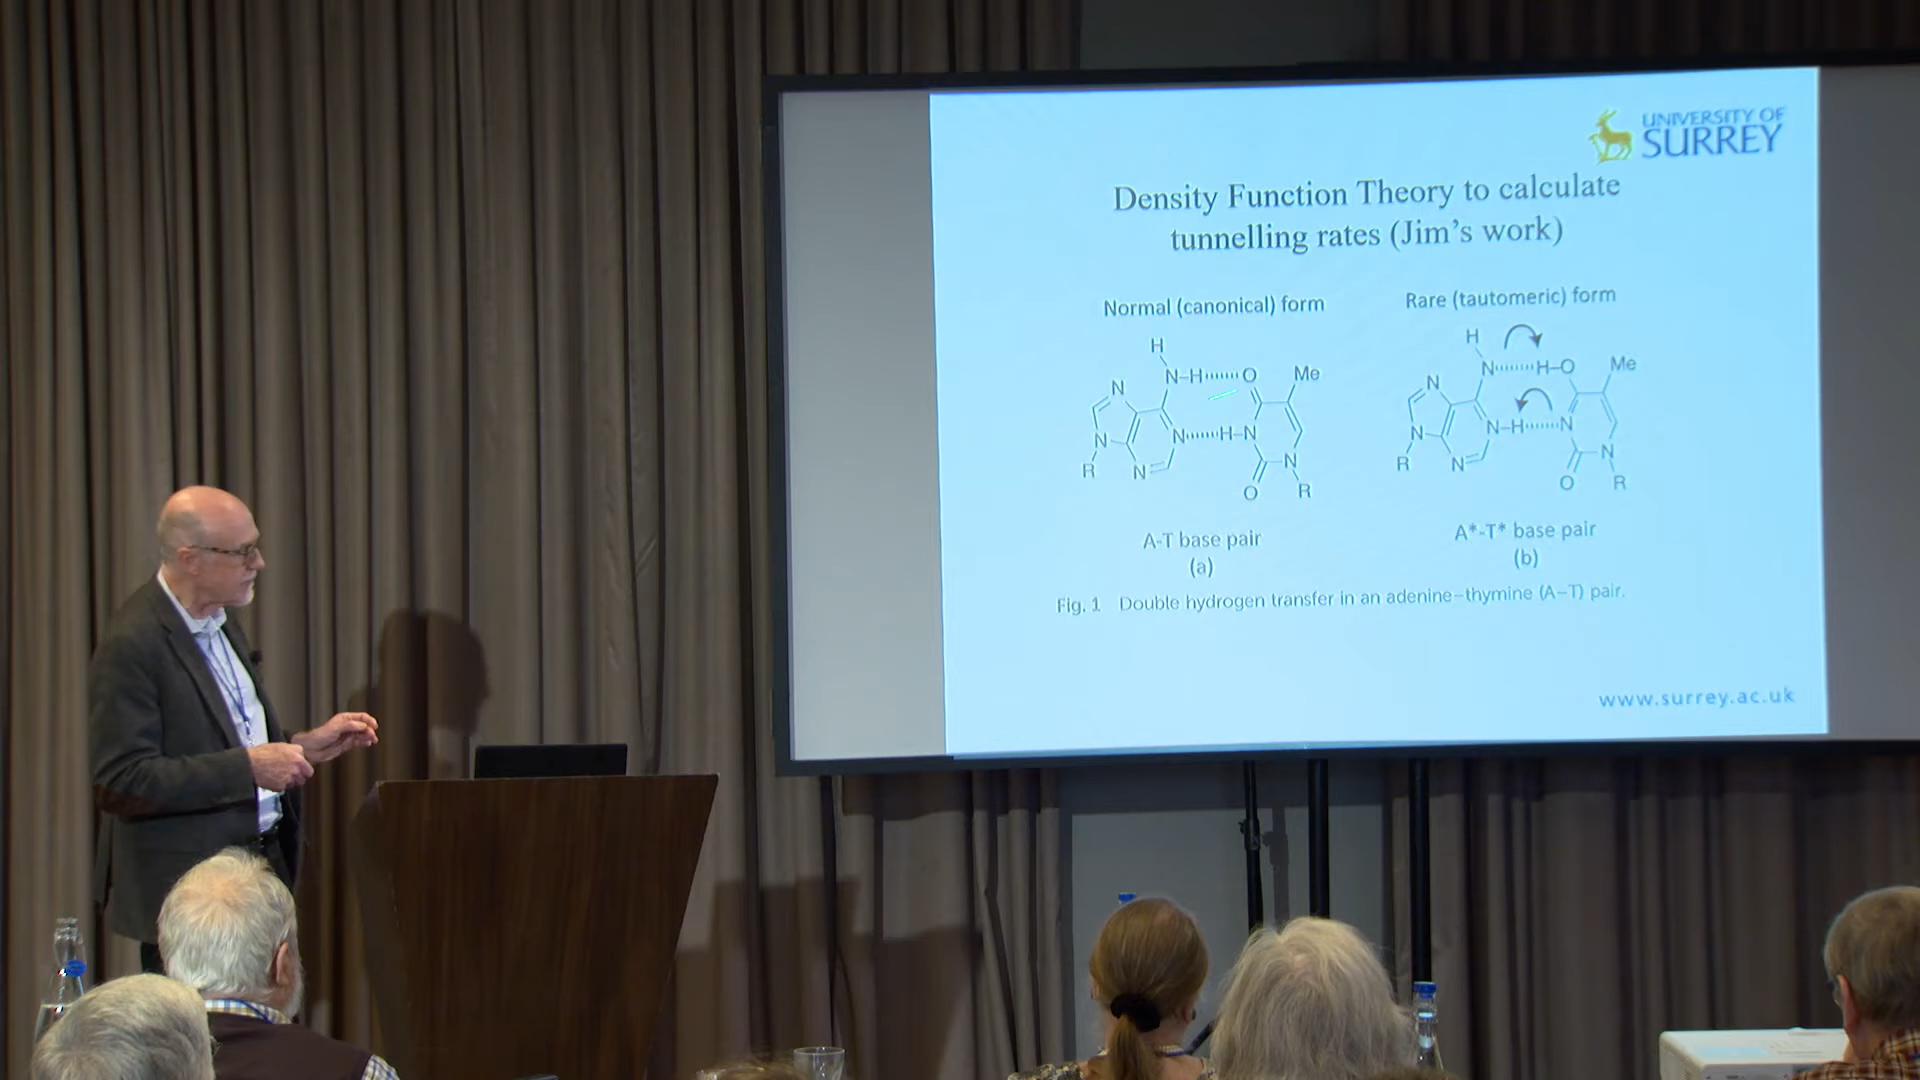 UNIVERSITY OF
SURREY
Density Function Theory to calculate
tunnelling rates (Jim's work)
Normal (canonical) form
Rare (tautomeric) form
H
N-H O Me
N
N H-N
N
R N N
O R
H
N H-O Me
N
N-H N
N
R N N
O R
A-T base pair
(a)
A*-T* base pair
(b)
Fig. 1 Double hydrogen transfer in an adenine–thymine (A–T) pair.
www.surrey.ac.uk